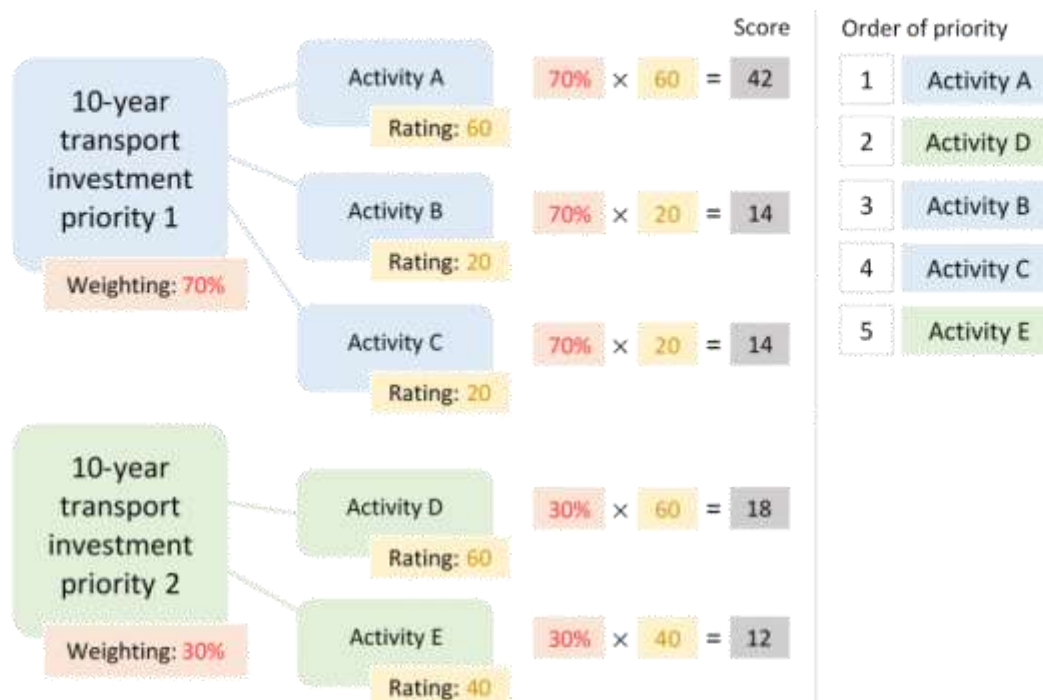 Score
Order of priority
10-year
transport
investment
priority 1
Weighting: 70%
Activity A
Rating: 60
70% × 60 = 42
Activity B
Rating: 20
70% × 20 = 14
Activity C
Rating: 20
70% × 20 = 14
10-year
transport
investment
priority 2
Weighting: 30%
Activity D
Rating: 60
30% × 60 = 18
Activity E
Rating: 40
30% × 40 = 12
1 Activity A
2 Activity D
3 Activity B
4 Activity C
5 Activity E